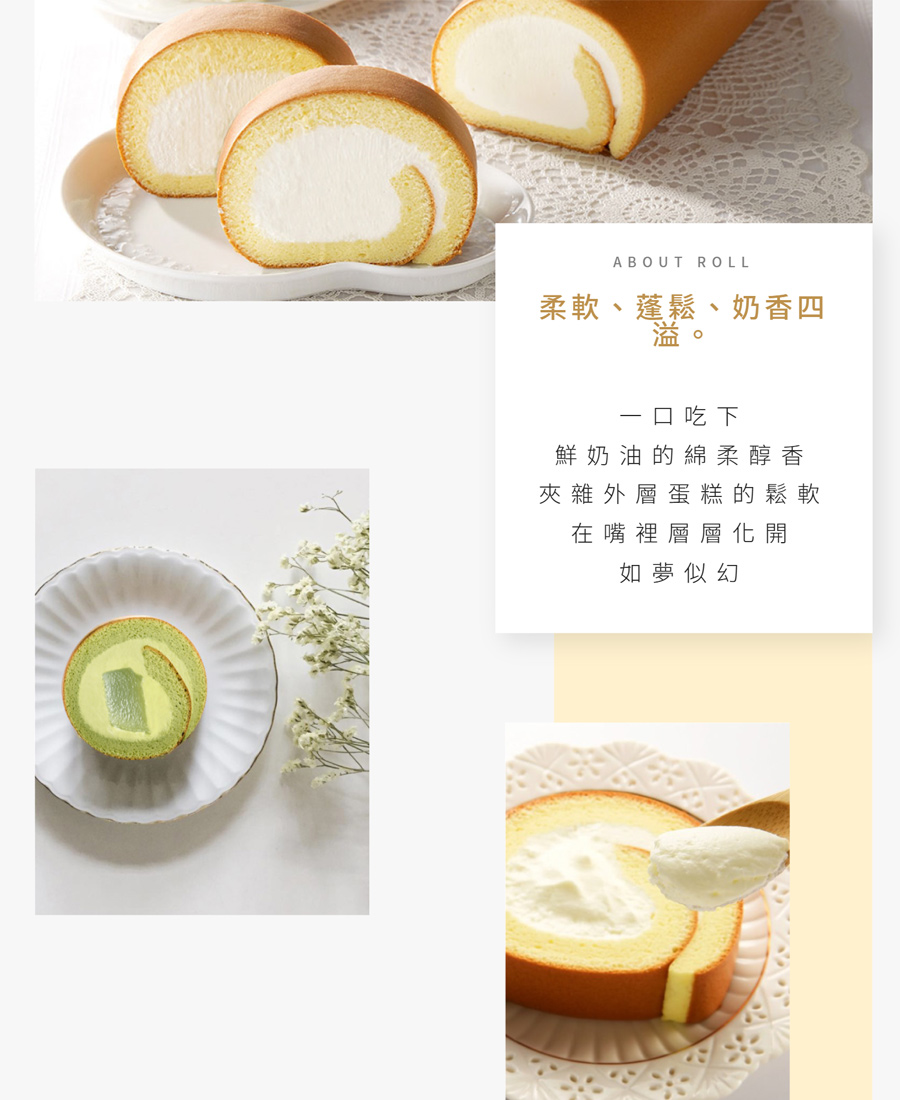 ABOUT ROLL
柔軟、蓬鬆、奶香四
溢。
一口吃下
鮮奶油的綿柔醇香
夾雜外層蛋糕的鬆軟
在嘴裡層層化開
如夢似幻